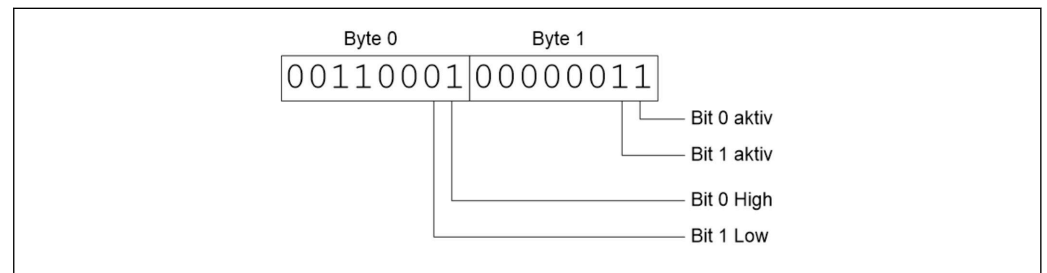 Byte 0 Byte 1
00110001 00000011
Bit 0 aktiv
Bit 1 aktiv
Bit 0 High
Bit 1 Low